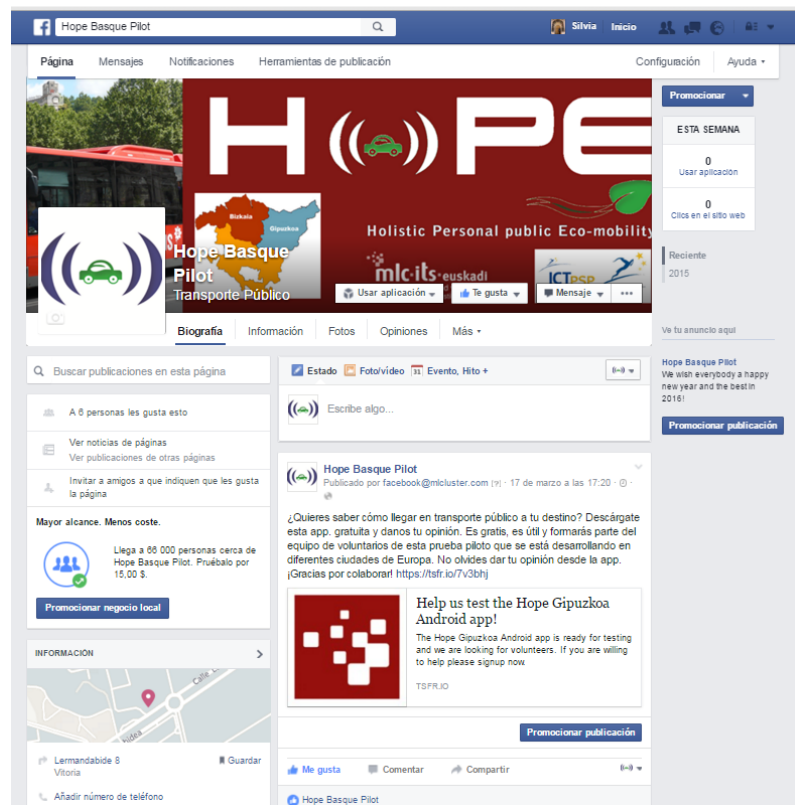 Hope Basque Pilot
Silvia Inicio
Página Mensajes Notificaciones Herramientas de publicación Configuración Ayuda
Promocionar
ESTA SEMANA
0
Usar aplicación
0
Clics en el sitio web
Reciente
2015
H PE
Bizkaia
Gipuzkoa
Holistic Personal public Eco-mobility
mlc·its·euskadi
ICT PSP
Hope Basque
Pilot
Transporte Público
Usar aplicación Te gusta Mensaje
Biografía Información Fotos Opiniones Más
Ve tu anuncio aquí
Hope Basque Pilot
We wish everybody a happy
new year and the best in
2016!
Promocionar publicación
Buscar publicaciones en esta página
A 6 personas les gusta esto
Ver noticias de páginas
Ver publicaciones de otras páginas
Invitar a amigos a que indiquen que les gusta
la página
Mayor alcance. Menos coste.
Llega a 66 000 personas cerca de
Hope Basque Pilot. Pruébalo por
15,00 $.
Promocionar negocio local
INFORMACIÓN
Lermandabide 8
Vitoria
Guardar
Añadir número de teléfono
Estado Foto/vídeo 31 Evento, Hito +
Escribe algo...
Hope Basque Pilot
Publicado por facebook@mlcluster.com [?] · 17 de marzo a las 17:20 ·
¿Quieres saber cómo llegar en transporte público a tu destino? Descárgate
esta app. gratuita y danos tu opinión. Es gratis, es útil y formarás parte del
equipo de voluntarios de esta prueba piloto que se está desarrollando en
diferentes ciudades de Europa. No olvides dar tu opinión desde la app.
¡Gracias por colaborar! https://tsfr.io/7v3bhj
Help us test the Hope Gipuzkoa
Android app!
The Hope Gipuzkoa Android app is ready for testing
and we are looking for volunteers. If you are willing
to help please signup now.
TSFR.IO
Promocionar publicación
Me gusta Comentar Compartir
Hope Basque Pilot